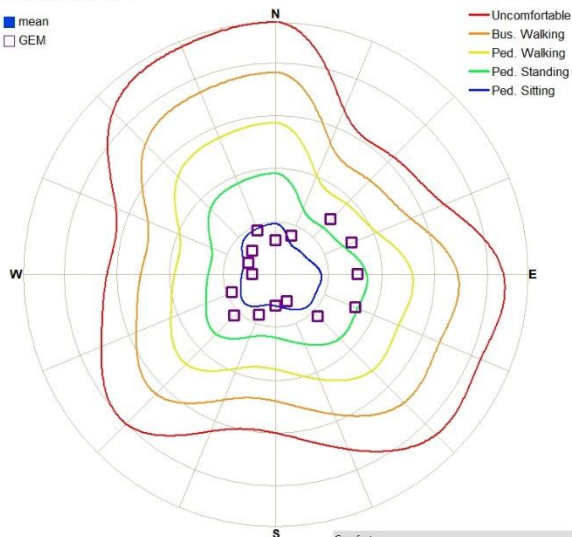 N
mean
GEM
Uncomfortable
Bus. Walking
Ped. Walking
Ped. Standing
Ped. Sitting
W
E
S